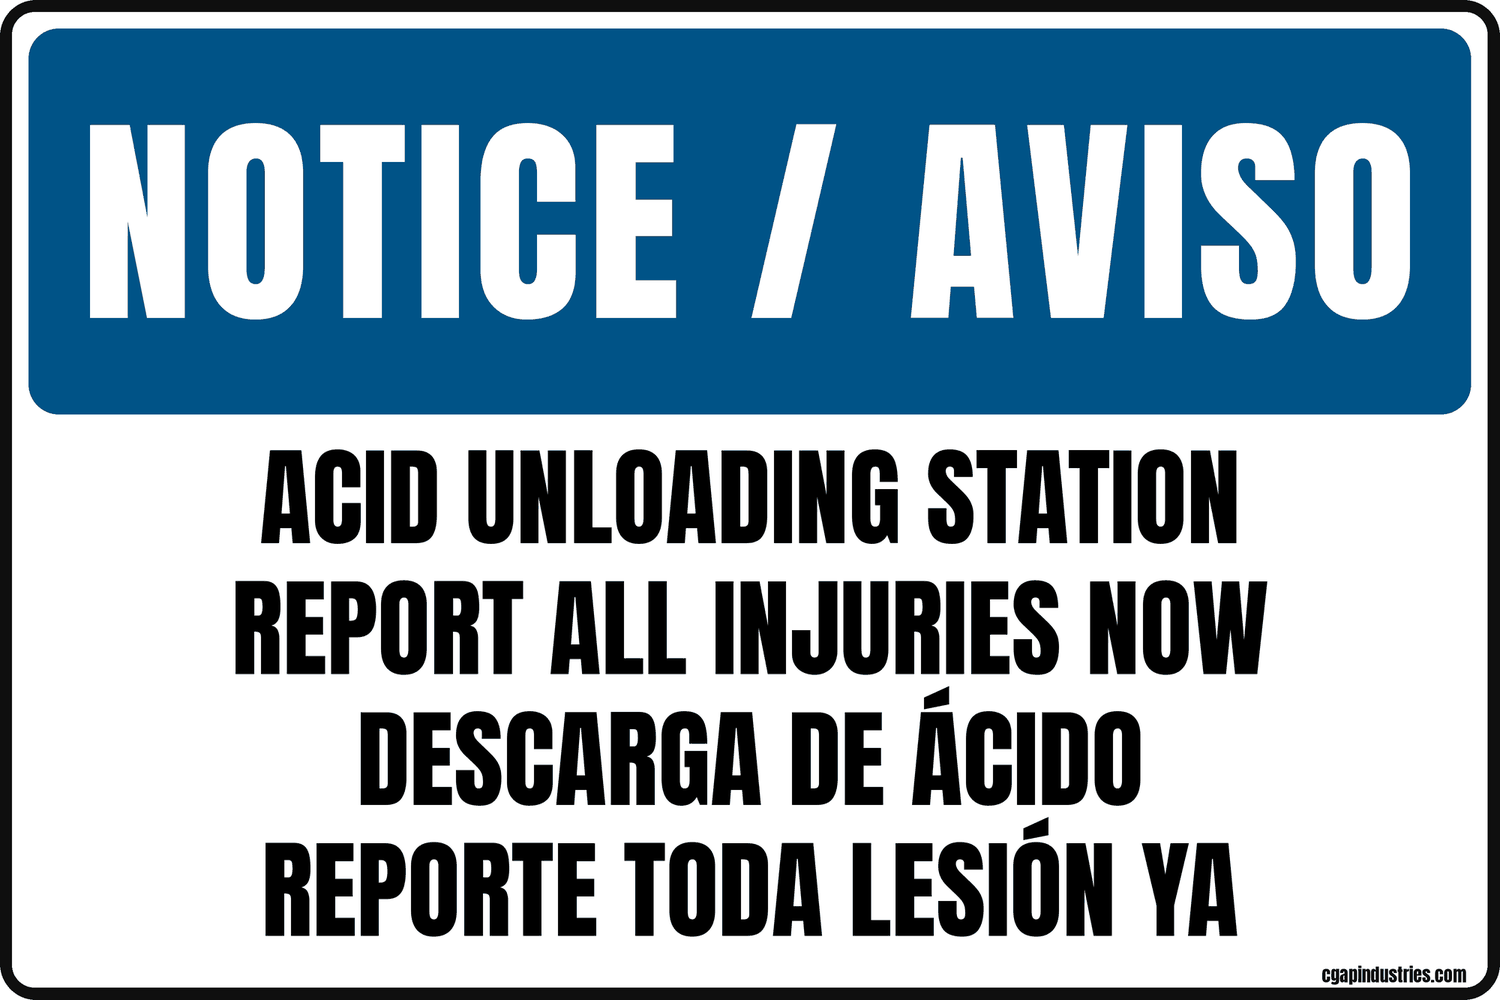 NOTICE / AVISO
ACID UNLOADING STATION
REPORT ALL INJURIES NOW
DESCARGA DE ÁCIDO
REPORTE TODA LESIÓN YA
cgapindustries.com